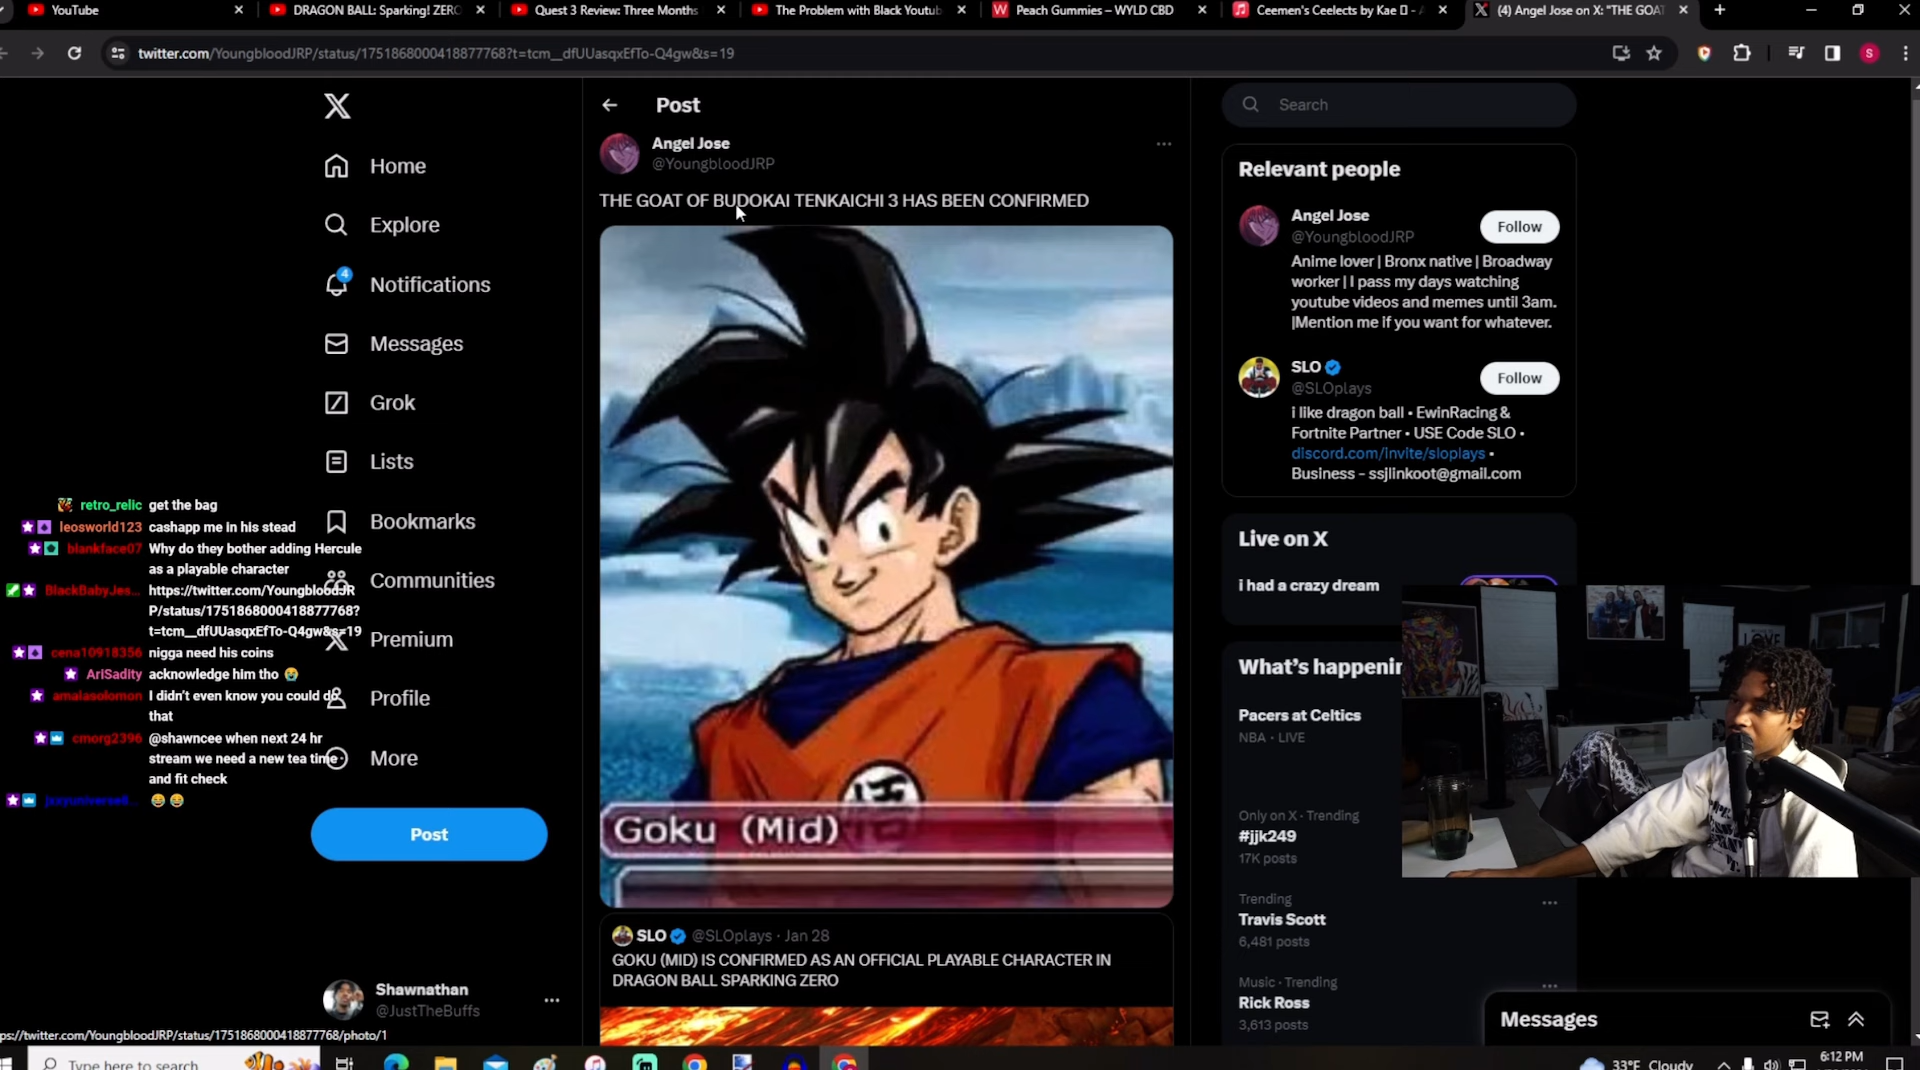 YouTube
DRAGON BALL: Sparking! ZERO
Quest 3 Review: Three Months
The Problem with Black Youtub
Peach Gummies – WYLD CBD
Ceemen's Ceelects by Kae
(4) Angel Jose on X: "THE GOAT
twitter.com/YoungbloodJRP/status/1751868000418877768?t=tcm__dfUUasqxEfTo-Q4gw&s=19
S
Home
Explore
4
Notifications
Messages
Grok
Lists
Bookmarks
Communities
Premium
Profile
More
Post
Shawnathan
@JustTheBuffs
retro_relic get the bag
leosworld123 cashapp me in his stead
blankface07 Why do they bother adding Hercule
as a playable character
BlackBabyJes... https://twitter.com/YoungbloodJR
P/status/1751868000418877768?
t=tcm__dfUUasqxEfTo-Q4gw&s=19
cena10918356 nigga need his coins
AriSadity acknowledge him tho 😭
amalasolomon I didn't even know you could do
that
cmorg2396 @shawncee when next 24 hr
stream we need a new tea time
and fit check
😂 😂
Post
Angel Jose
@YoungbloodJRP
THE GOAT OF BUDOKAI TENKAICHI 3 HAS BEEN CONFIRMED
悟
Goku (Mid)
SLO @SLOplays · Jan 28
GOKU (MID) IS CONFIRMED AS AN OFFICIAL PLAYABLE CHARACTER IN
DRAGON BALL SPARKING ZERO
Search
Relevant people
Angel Jose
@YoungbloodJRP
Follow
Anime lover | Bronx native | Broadway
worker | I pass my days watching
youtube videos and memes until 3am.
|Mention me if you want for whatever.
SLO
@SLOplays
Follow
i like dragon ball • EwinRacing &
Fortnite Partner • USE Code SLO •
discord.com/invite/sloplays •
Business - ssjlinkoot@gmail.com
Live on X
i had a crazy dream
What's happenin
Pacers at Celtics
NBA · LIVE
Only on X · Trending
#jjk249
17K posts
Trending
Travis Scott
6,481 posts
Music · Trending
Rick Ross
3,613 posts
LOVE
Messages
ps://twitter.com/YoungbloodJRP/status/1751868000418877768/photo/1
Type here to search
33°F Cloudy
6:12 PM